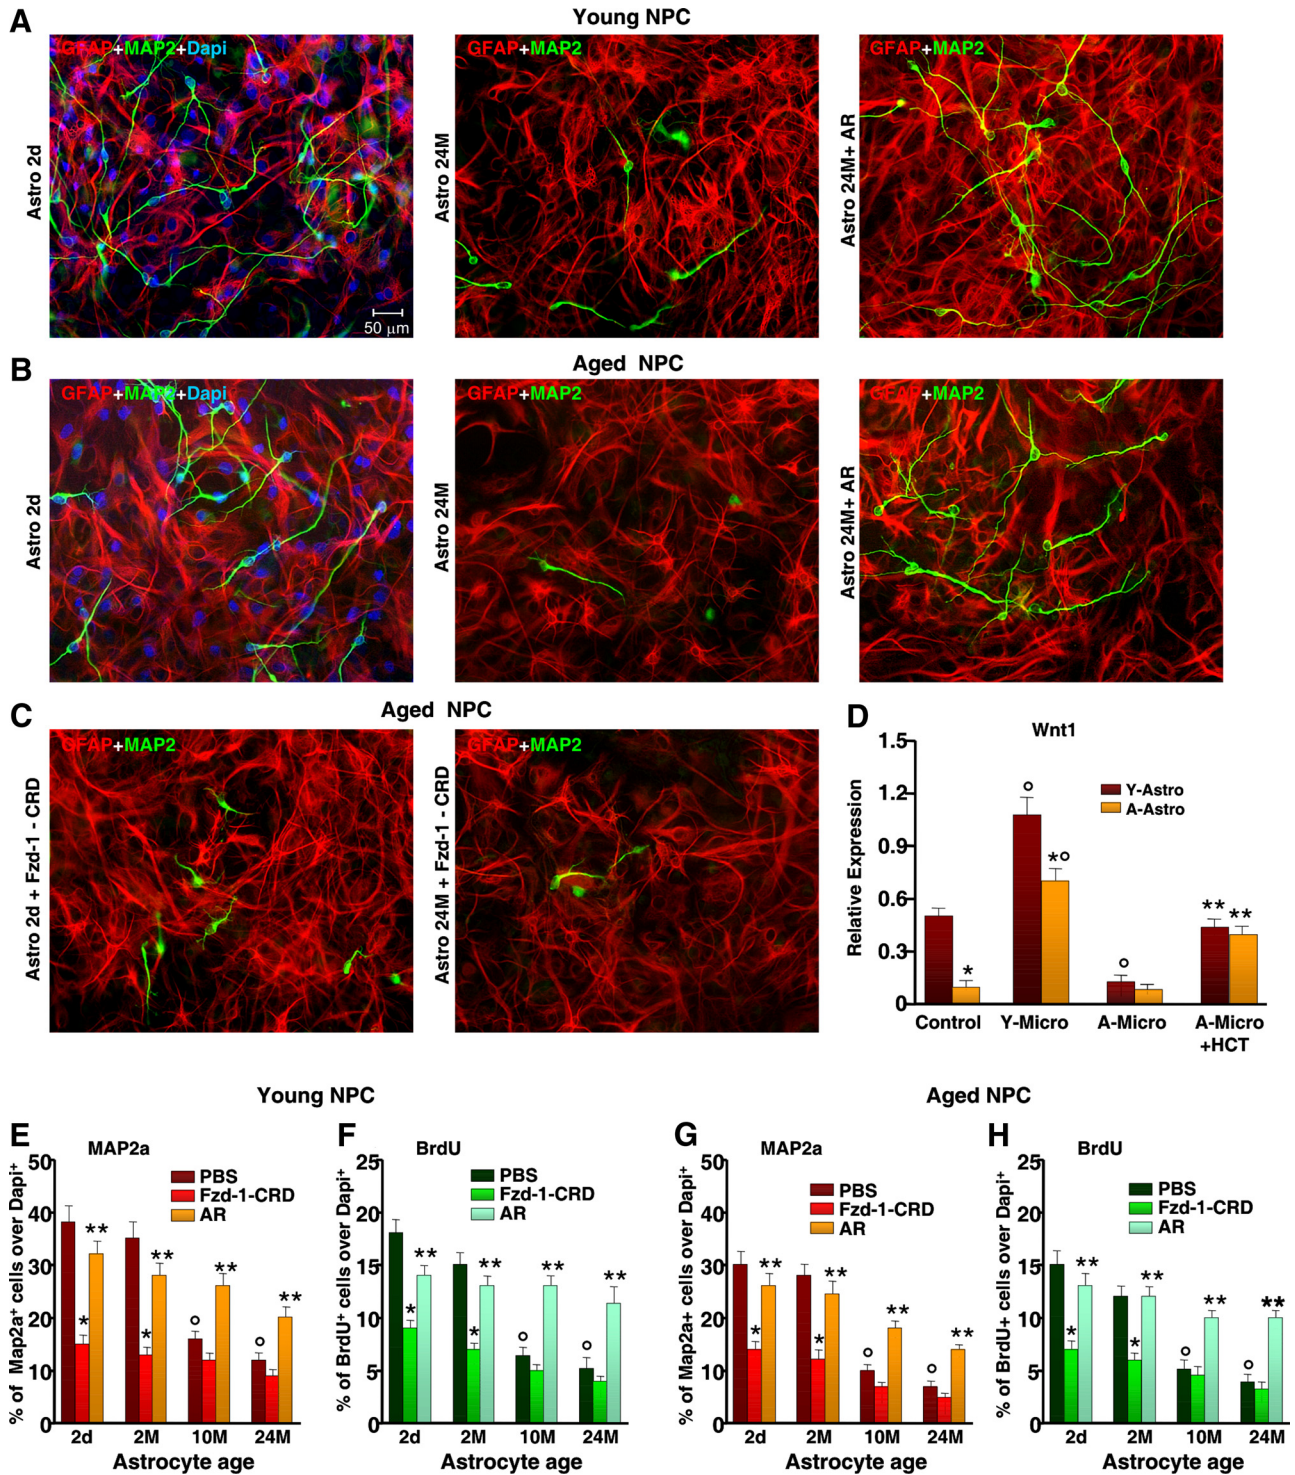 A
Young NPC
GFAP+MAP2+Dapi
GFAP+MAP2
GFAP+MAP2
Astro 2d
Astro 24M
Astro 24M+ AR
50 μm
B
Aged NPC
GFAP+MAP2+Dapi
GFAP+MAP2
GFAP+MAP2
Astro 2d
Astro 24M
Astro 24M+ AR
C
Aged NPC
GFAP+MAP2
GFAP+MAP2
Astro 2d + Fzd-1 - CRD
Astro 24M + Fzd-1 - CRD
D
Wnt1
Relative Expression
1.5
1.2
0.9
0.6
0.3
0
Y-Astro
A-Astro
°
*°
°
** **
*
Control
Y-Micro
A-Micro
A-Micro
+HCT
Young NPC
Aged NPC
E
MAP2a
% of Map2a⁺ cells over Dapi⁺
50
40
30
20
10
0
PBS
Fzd-1-CRD
AR
**
**
**
**
*
*
°
°
2d 2M 10M 24M
Astrocyte age
F
BrdU
% of BrdU⁺ cells over Dapi⁺
25
20
15
10
5
0
PBS
Fzd-1-CRD
AR
**
**
**
**
*
*
°
°
2d 2M 10M 24M
Astrocyte age
G
MAP2a
% of Map2a+ cells over Dapi⁺
50
40
30
20
10
0
PBS
Fzd-1-CRD
AR
**
**
**
**
*
*
°
°
2d 2M 10M 24M
Astrocyte age
H
BrdU
% of BrdU+ cells over Dapi⁺
25
20
15
10
5
0
PBS
Fzd-1-CRD
AR
**
**
**
**
*
*
°
°
2d 2M 10M 24M
Astrocyte age